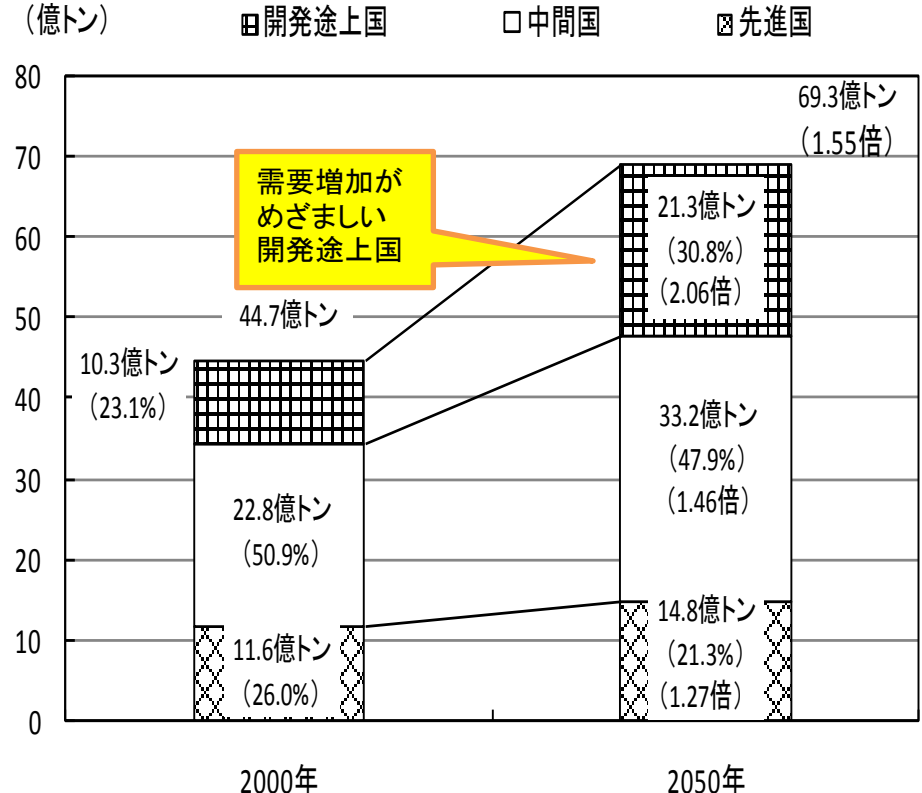 (億トン)
開発途上国
中間国
先進国
80
70
60
50
40
30
20
10
0
需要増加が
めざましい
開発途上国
44.7億トン
10.3億トン
(23.1%)
22.8億トン
(50.9%)
11.6億トン
(26.0%)
69.3億トン
(1.55倍)
21.3億トン
(30.8%)
(2.06倍)
33.2億トン
(47.9%)
(1.46倍)
14.8億トン
(21.3%)
(1.27倍)
2000年
2050年